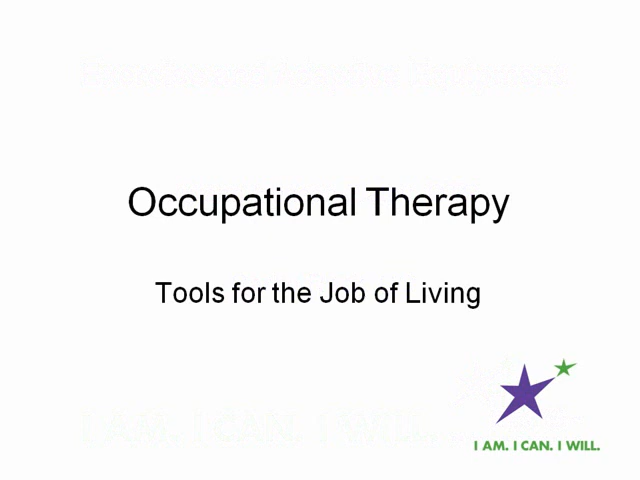 Occupational Therapy
Tools for the Job of Living
I AM. I CAN. I WILL.